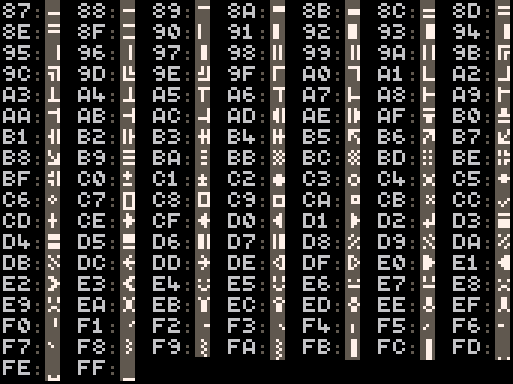 87: 88: 89: 8A: 8B: 8C: 8D:
8E: 8F: 90: 91: 92: 93: 94:
95: 96: 97: 98: 99: 9A: 9B:
9C: 9D: 9E: 9F: A0: A1: A2:
A3: A4: A5: A6: A7: A8: A9:
AA: AB: AC: AD: AE: AF: B0:
B1: B2: B3: B4: B5: B6: B7:
B8: B9: BA: BB: BC: BD: BE:
BF: C0: C1: C2: C3: C4: C5:
C6: C7: C8: C9: CA: CB: CC:
CD: CE: CF: D0: D1: D2: D3:
D4: D5: D6: D7: D8: D9: DA:
DB: DC: DD: DE: DF: E0: E1:
E2: E3: E4: E5: E6: E7: E8:
E9: EA: EB: EC: ED: EE: EF:
F0: F1: F2: F3: F4: F5: F6:
F7: F8: F9: FA: FB: FC: FD:
FE: FF: